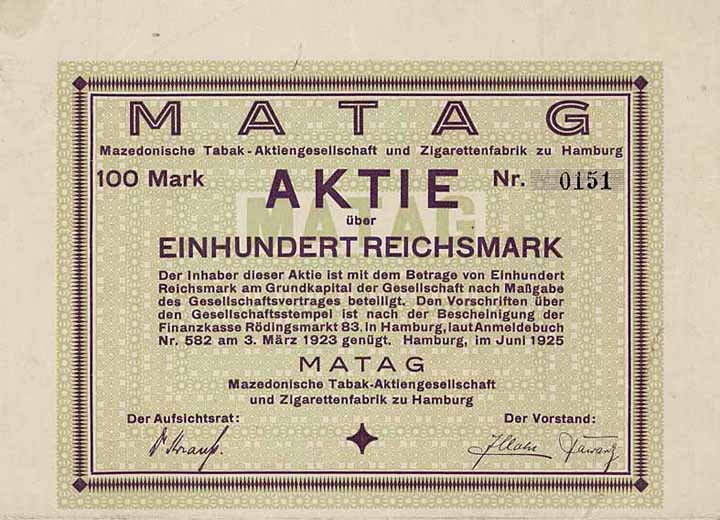 MATAG
Mazedonische Tabak-Aktiengesellschaft und Zigarettenfabrik zu Hamburg
100 Mark AKTIE Nr. 0151
MATAG
über
EINHUNDERT REICHSMARK
Der Inhaber dieser Aktie ist mit dem Betrage von Einhundert
Reichsmark am Grundkapital der Gesellschaft nach Maßgabe
des Gesellschaftsvertrages beteiligt. Den Vorschriften über
den Gesellschaftsstempel ist nach der Bescheinigung der
Finanzkasse Rödingsmarkt 83, in Hamburg, laut Anmeldebuch
Nr. 582 am 3. März 1923 genügt. Hamburg, im Juni 1925
MATAG
Mazedonische Tabak-Aktiengesellschaft
und Zigarettenfabrik zu Hamburg
Der Aufsichtsrat: Der Vorstand: